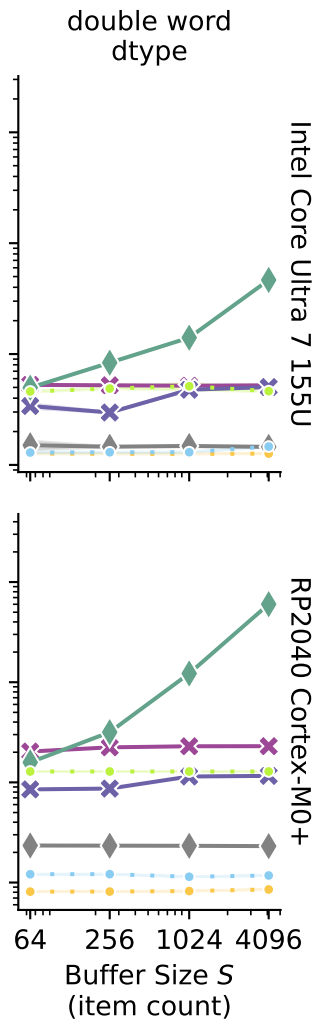 double word
dtype
Intel Core Ultra 7 155U
RP2040 Cortex-M0+
64 256 1024 4096
Buffer Size S
(item count)